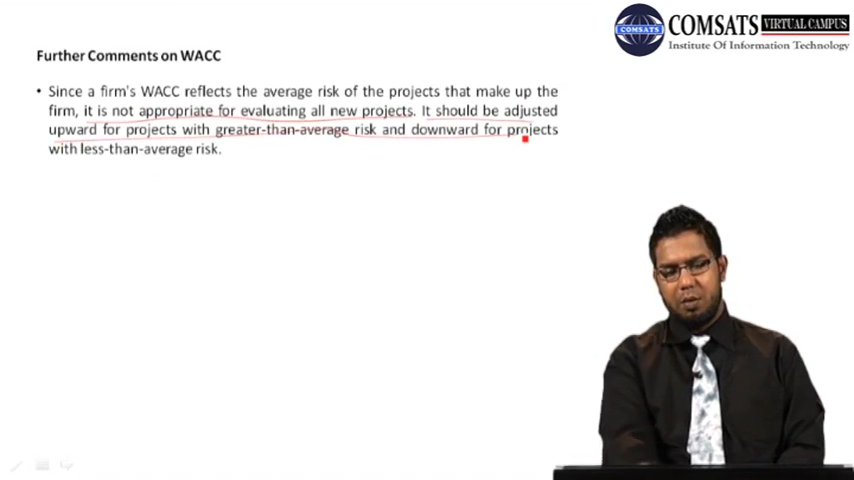 COMSATS VIRTUAL CAMPUS
Institute Of Information Technology
Further Comments on WACC
• Since a firm's WACC reflects the average risk of the projects that make up the
firm, it is not appropriate for evaluating all new projects. It should be adjusted
upward for projects with greater-than-average risk and downward for projects
with less-than-average risk.